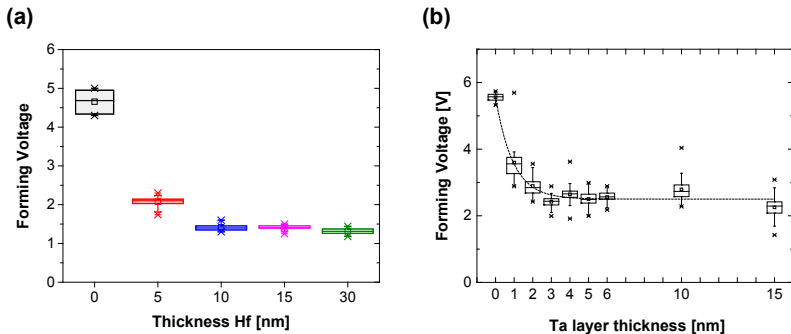 (a)
Forming Voltage
6
5
4
3
2
1
0
0 5 10 15 30
Thickness Hf [nm]
(b)
Forming Voltage [V]
6
4
2
0
0 1 2 3 4 5 6 10 15
Ta layer thickness [nm]